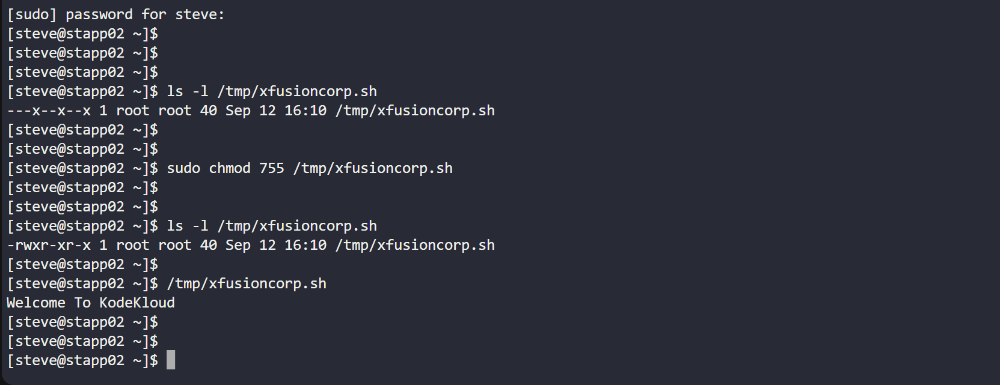 [sudo] password for steve:
[steve@stapp02 ~]$
[steve@stapp02 ~]$
[steve@stapp02 ~]$
[steve@stapp02 ~]$ ls -l /tmp/xfusioncorp.sh
---x--x--x 1 root root 40 Sep 12 16:10 /tmp/xfusioncorp.sh
[steve@stapp02 ~]$
[steve@stapp02 ~]$
[steve@stapp02 ~]$ sudo chmod 755 /tmp/xfusioncorp.sh
[steve@stapp02 ~]$
[steve@stapp02 ~]$
[steve@stapp02 ~]$ ls -l /tmp/xfusioncorp.sh
-rwxr-xr-x 1 root root 40 Sep 12 16:10 /tmp/xfusioncorp.sh
[steve@stapp02 ~]$
[steve@stapp02 ~]$ /tmp/xfusioncorp.sh
Welcome To KodeKloud
[steve@stapp02 ~]$
[steve@stapp02 ~]$
[steve@stapp02 ~]$